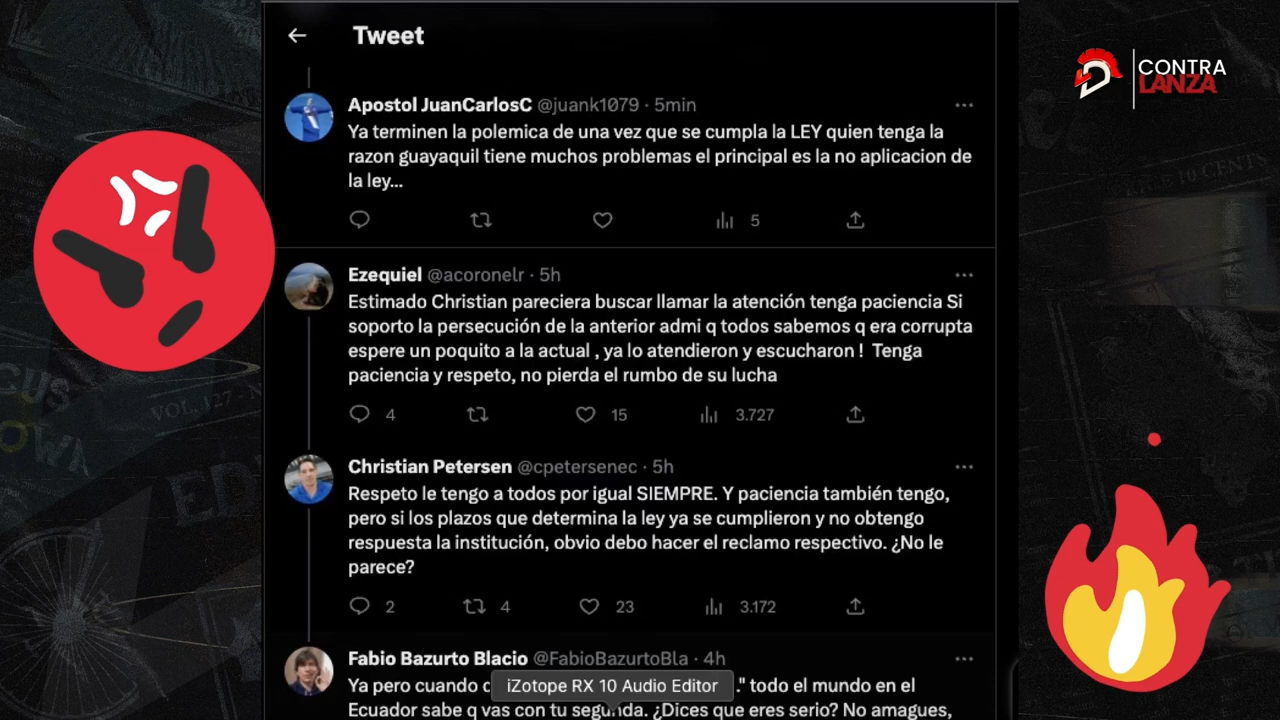 Tweet
CONTRA
LANZA
Apostol JuanCarlosC @juank1079 · 5min
Ya terminen la polemica de una vez que se cumpla la LEY quien tenga la
razon guayaquil tiene muchos problemas el principal es la no aplicacion de
la ley...
5
Ezequiel @acoronelr · 5h
Estimado Christian pareciera buscar llamar la atención tenga paciencia Si
soporto la persecución de la anterior admi q todos sabemos q era corrupta
espere un poquito a la actual , ya lo atendieron y escucharon ! Tenga
paciencia y respeto, no pierda el rumbo de su lucha
4 15 3.727
Christian Petersen @cpetersenec · 5h
Respeto le tengo a todos por igual SIEMPRE. Y paciencia también tengo,
pero si los plazos que determina la ley ya se cumplieron y no obtengo
respuesta la institución, obvio debo hacer el reclamo respectivo. ¿No le
parece?
2 4 23 3.172
Fabio Bazurto Blacio @FabioBazurtoBla · 4h
Ya pero cuando ." todo el mundo en el
iZotope RX 10 Audio Editor
Ecuador sabe q vas con tu segunda. ¿Dices que eres serio? No amagues,
VOL. 127 - N